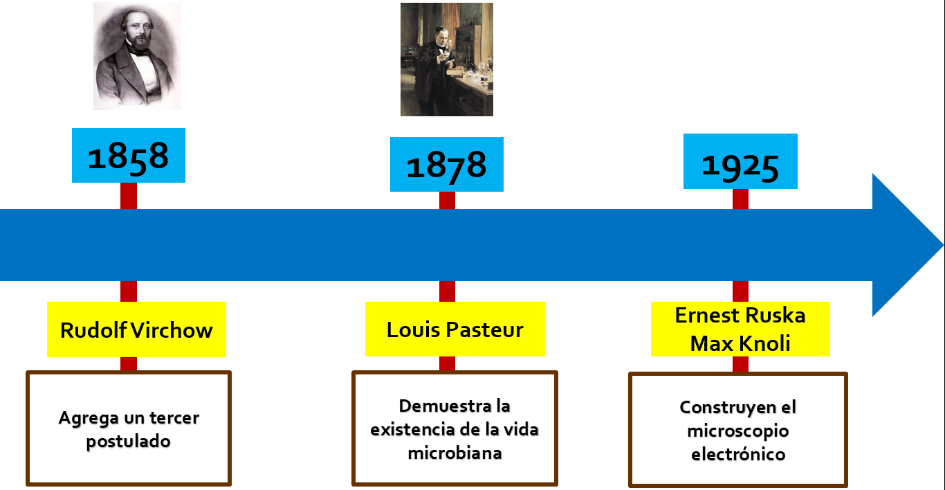 1858
1878
1925
Rudolf Virchow
Louis Pasteur
Ernest Ruska
Max Knoli
Agrega un tercer
postulado
Demuestra la
existencia de la vida
microbiana
Construyen el
microscopio
electrónico